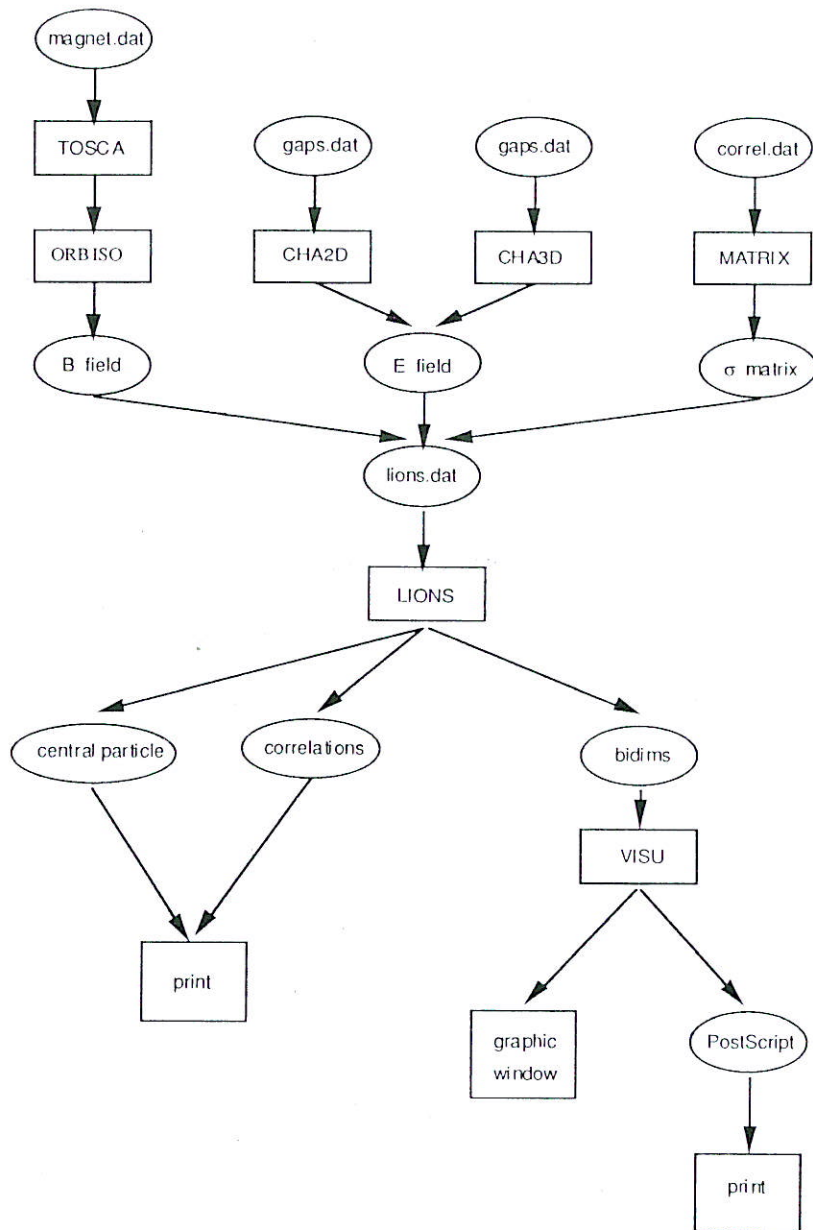 magnet.dat
TOSCA
gaps.dat
gaps.dat
correl.dat
ORBISO
CHA2D
CHA3D
MATRIX
B field
E field
σ matrix
lions.dat
LIONS
central particle
correlations
bidims
VISU
print
graphic
window
PostScript
print